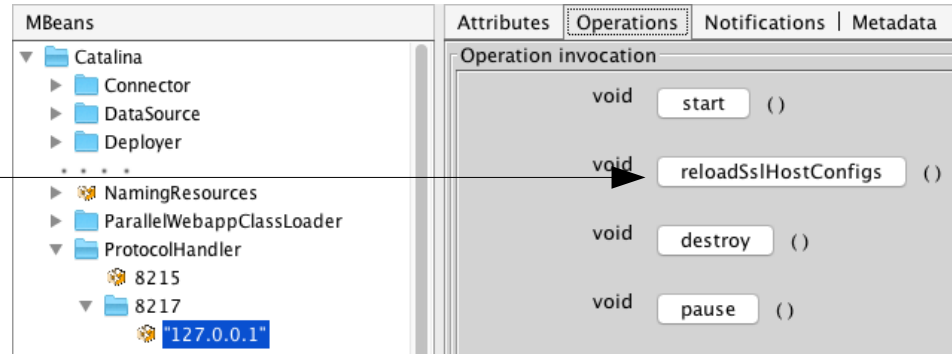 MBeans
Catalina
Connector
DataSource
Deployer
. . . .
NamingResources
ParallelWebappClassLoader
ProtocolHandler
8215
8217
"127.0.0.1"
Attributes Operations Notifications Metadata
Operation invocation
void start ()
void reloadSslHostConfigs ()
void destroy ()
void pause ()